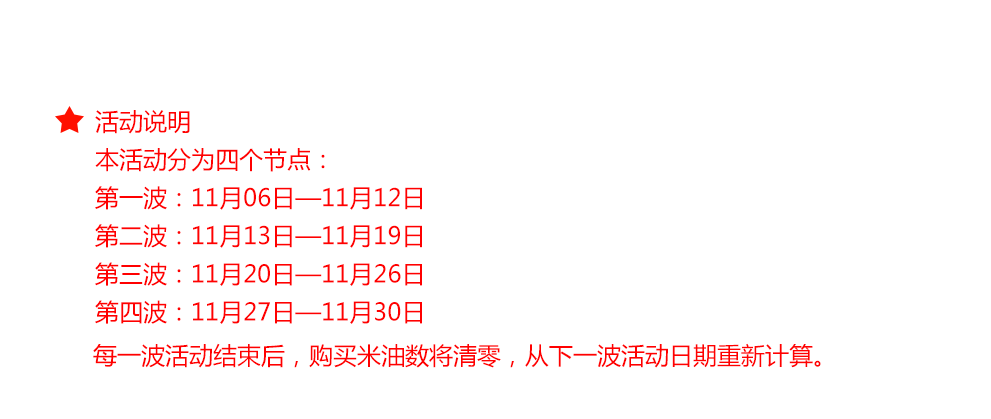 活动说明
本活动分为四个节点：
第一波：11月06日—11月12日
第二波：11月13日—11月19日
第三波：11月20日—11月26日
第四波：11月27日—11月30日
每一波活动结束后，购买米油数将清零，从下一波活动日期重新计算。